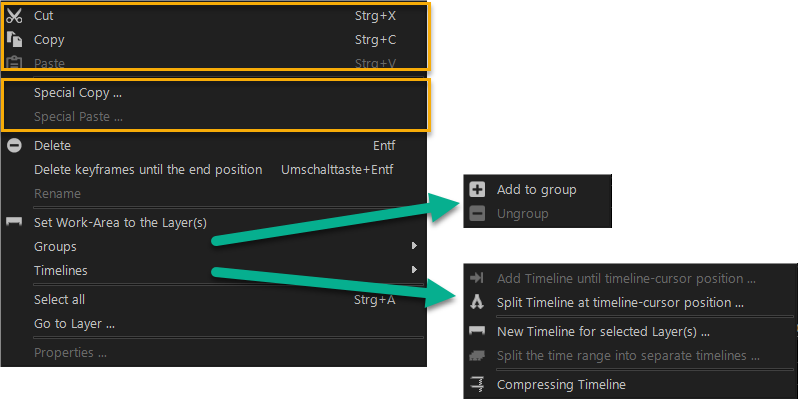 Cut Strg+X
Copy Strg+C
Paste Strg+V
Special Copy ...
Special Paste ...
Delete Entf
Delete keyframes until the end position Umschalttaste+Entf
Rename
Set Work-Area to the Layer(s)
Groups
Timelines
Select all Strg+A
Go to Layer ...
Properties ...
Add to group
Ungroup
Add Timeline until timeline-cursor position ...
Split Timeline at timeline-cursor position ...
New Timeline for selected Layer(s) ...
Split the time range into separate timelines ...
Compressing Timeline